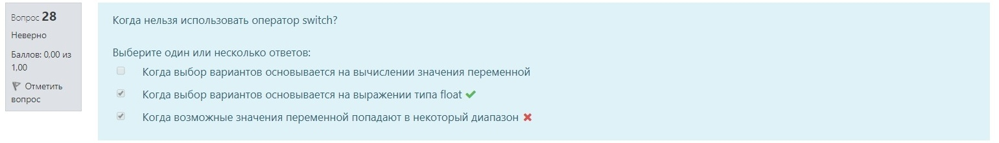 Вопрос 28
Неверно
Баллов: 0,00 из
1,00
Отметить
вопрос
Когда нельзя использовать оператор switch?
Выберите один или несколько ответов:
Когда выбор вариантов основывается на вычислении значения переменной
Когда выбор вариантов основывается на выражении типа float
Когда возможные значения переменной попадают в некоторый диапазон